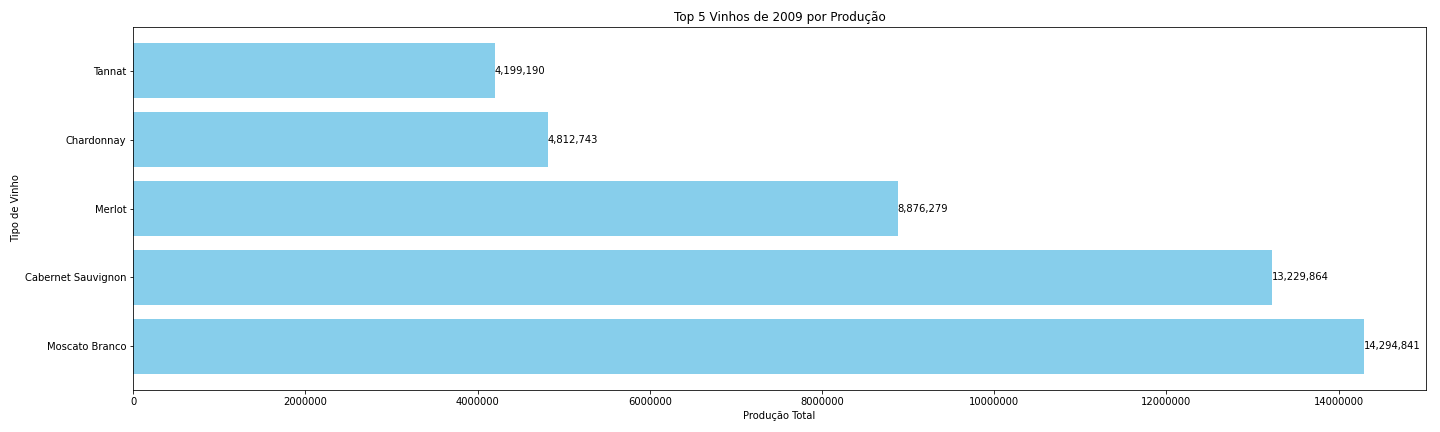 Top 5 Vinhos de 2009 por Produção
Tipo de Vinho
Tannat 4,199,190
Chardonnay 4,812,743
Merlot 8,876,279
Cabernet Sauvignon 13,229,864
Moscato Branco 14,294,841
0 2000000 4000000 6000000 8000000 10000000 12000000 14000000
Produção Total